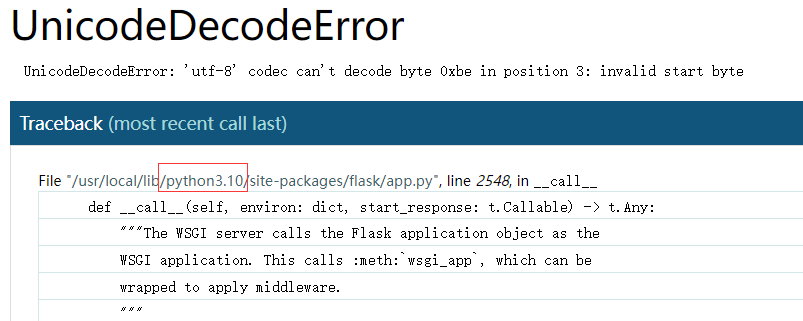 UnicodeDecodeError
UnicodeDecodeError: 'utf-8' codec can't decode byte 0xbe in position 3: invalid start byte
Traceback (most recent call last)
File "/usr/local/lib/python3.10/site-packages/flask/app.py", line 2548, in __call__
def __call__(self, environ: dict, start_response: t.Callable) -> t.Any:
"""The WSGI server calls the Flask application object as the
WSGI application. This calls :meth:`wsgi_app`, which can be
wrapped to apply middleware.
"""